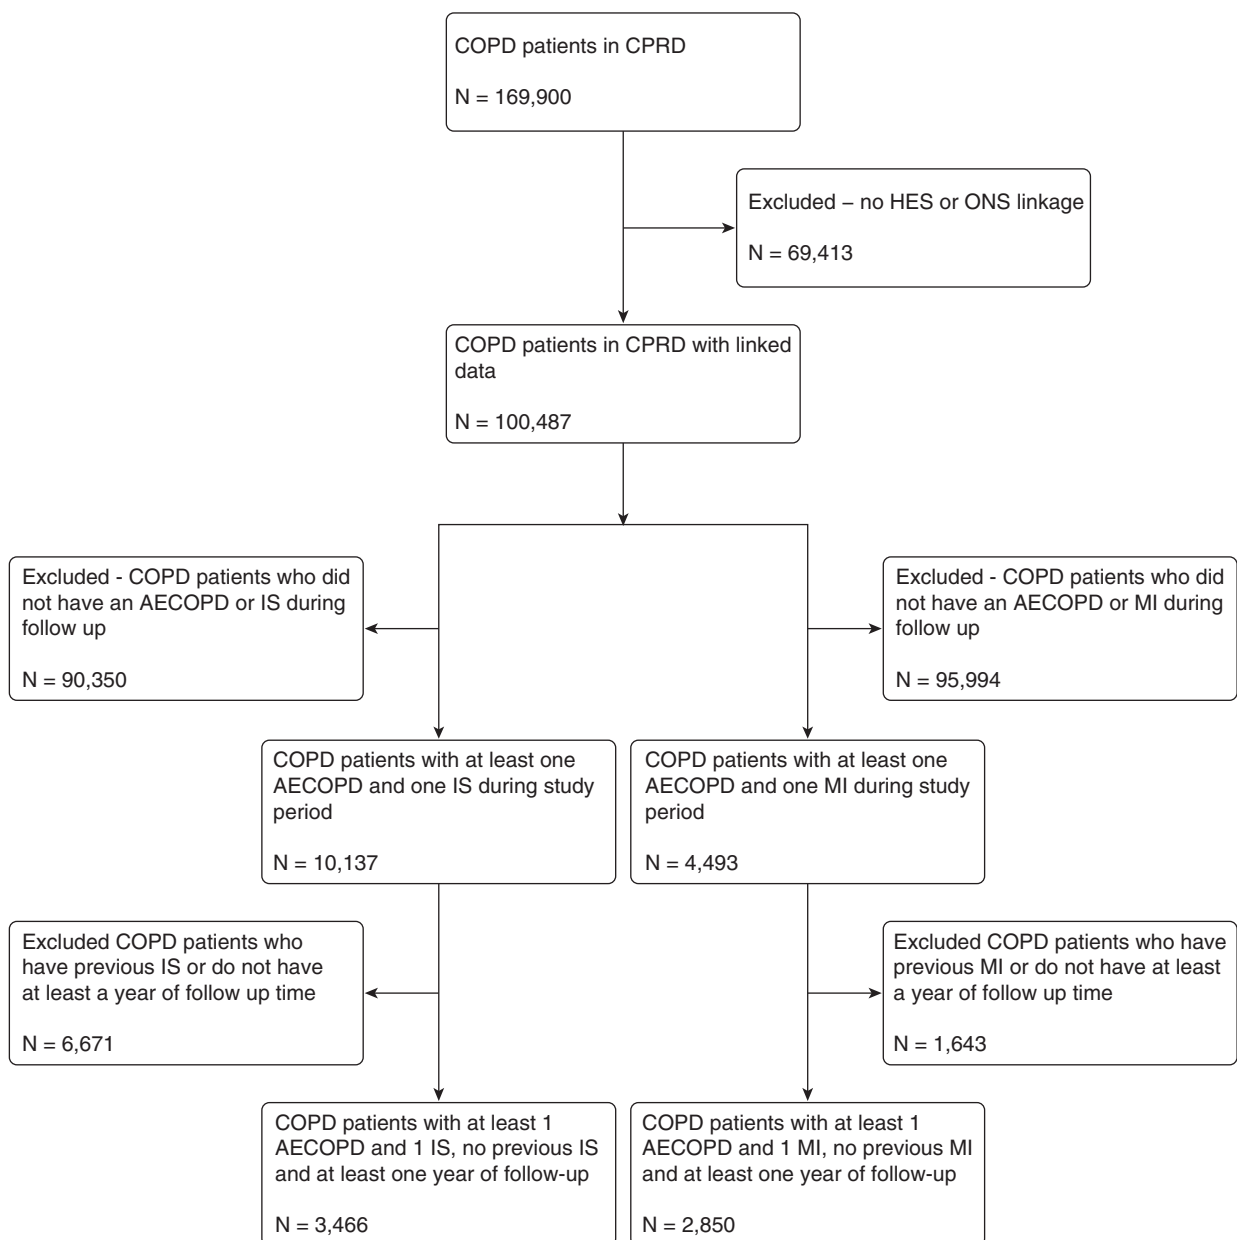 COPD patients in CPRD
N = 169,900
Excluded – no HES or ONS linkage
N = 69,413
COPD patients in CPRD with linked
data
N = 100,487
Excluded - COPD patients who did
not have an AECOPD or IS during
follow up
N = 90,350
Excluded - COPD patients who did
not have an AECOPD or MI during
follow up
N = 95,994
COPD patients with at least one
AECOPD and one IS during study
period
N = 10,137
COPD patients with at least one
AECOPD and one MI during study
period
N = 4,493
Excluded COPD patients who
have previous IS or do not have
at least a year of follow up time
N = 6,671
Excluded COPD patients who have
previous MI or do not have at least
a year of follow up time
N = 1,643
COPD patients with at least 1
AECOPD and 1 IS, no previous IS
and at least one year of follow-up
N = 3,466
COPD patients with at least 1
AECOPD and 1 MI, no previous MI
and at least one year of follow-up
N = 2,850